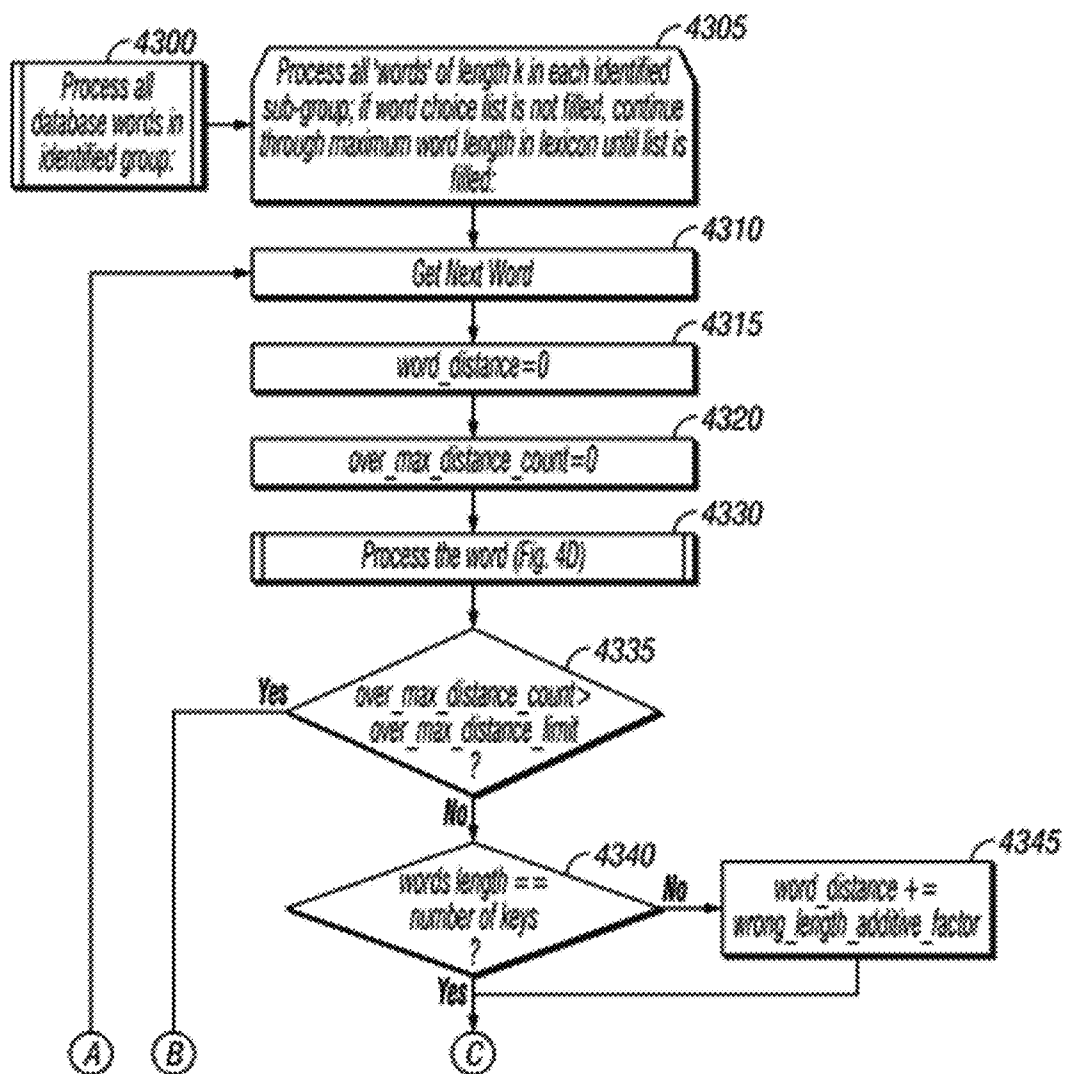 4300
Process all
database words in
identified group:
4305
Process all 'words' of length k in each identified
sub-group; if word choice list is not filled, continue
through maximum word length in lexicon until list is
filled:
4310
Get Next Word
4315
word_distance=0
4320
over_max_distance_count=0
4330
Process the word (Fig. 4D)
4335
Yes
over_max_distance_count>
over_max_distance_limit
?
No
4340
words length ==
number of keys
?
No
4345
word_distance +=
wrong_length_additive_factor
Yes
A
B
C